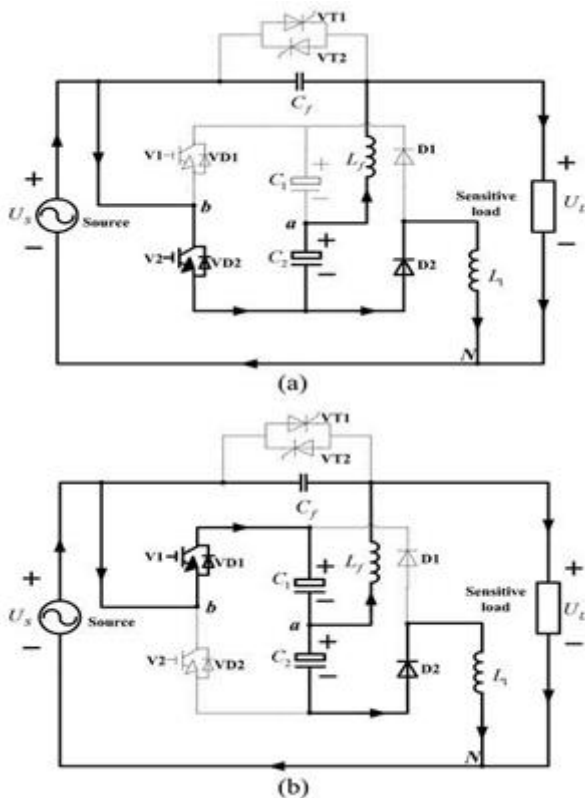 VT1
VT2
C_f
V1
VD1
C_1
L_f
D1
Sensitive load
U_s
Source
b
a
U_L
V2
VD2
C_2
D2
L_1
N
(a)
VT1
VT2
C_f
V1
VD1
C_1
L_f
D1
Sensitive load
U_s
Source
b
a
U_L
V2
VD2
C_2
D2
L_1
N
(b)